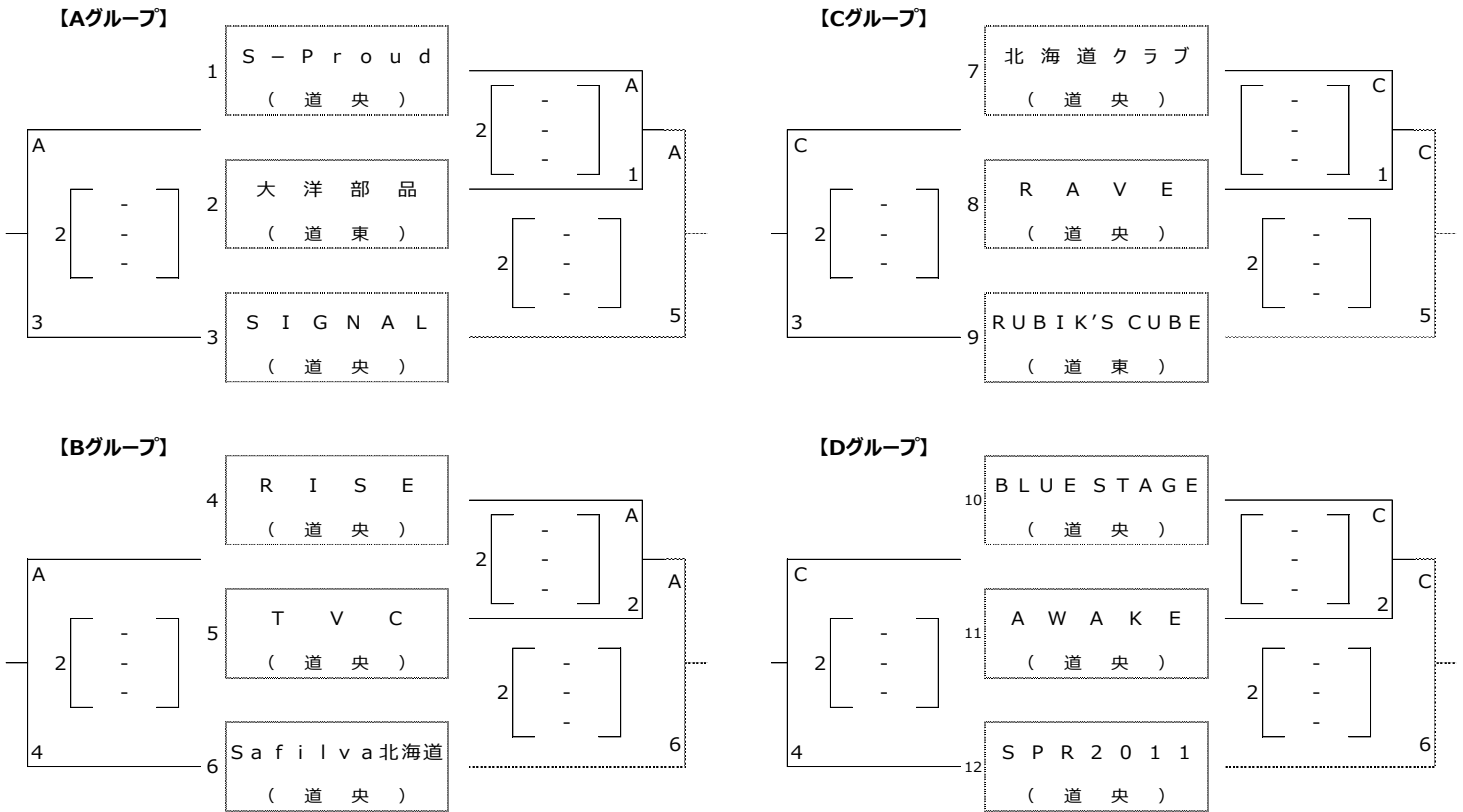 【Aグループ】
1
S－Proud
(道央)
A
2
-
-
-
1
A
2
-
-
-
3
2
大洋部品
(道東)
A
2
-
-
-
5
3
SIGNAL
(道央)
【Cグループ】
7
北海道クラブ
(道央)
C
-
-
-
1
C
2
-
-
-
3
8
RAVE
(道央)
C
2
-
-
-
5
9
RUBIK'S CUBE
(道東)
【Bグループ】
4
RISE
(道央)
A
2
-
-
-
2
A
2
-
-
-
4
5
TVC
(道央)
A
2
-
-
-
6
6
Safilva北海道
(道央)
【Dグループ】
10
BLUE STAGE
(道央)
C
-
-
-
2
C
2
-
-
-
4
11
AWAKE
(道央)
C
2
-
-
-
6
12
SPR2011
(道央)